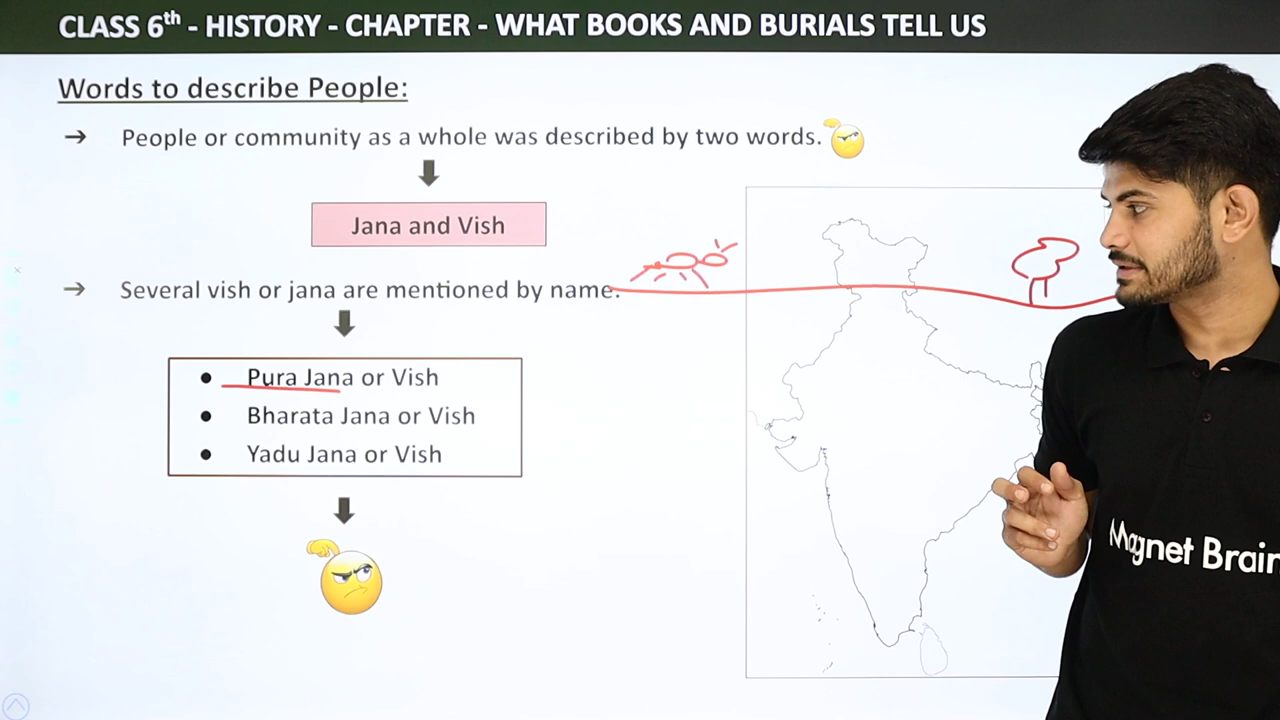 CLASS 6th - HISTORY - CHAPTER - WHAT BOOKS AND BURIALS TELL US
Words to describe People:
→ People or community as a whole was described by two words.
Jana and Vish
→ Several vish or jana are mentioned by name.
● Pura Jana or Vish
● Bharata Jana or Vish
● Yadu Jana or Vish
Magnet Brain